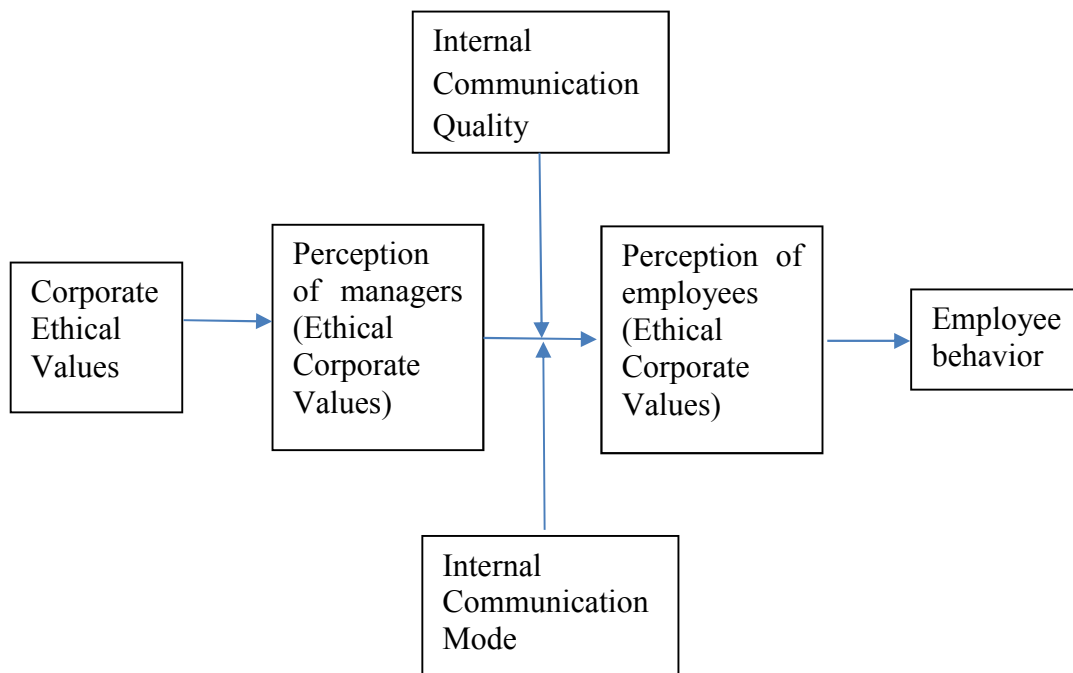 Internal
Communication
Quality
Corporate
Ethical
Values
Perception
of managers
(Ethical
Corporate
Values)
Perception of
employees
(Ethical
Corporate
Values)
Employee
behavior
Internal
Communication
Mode